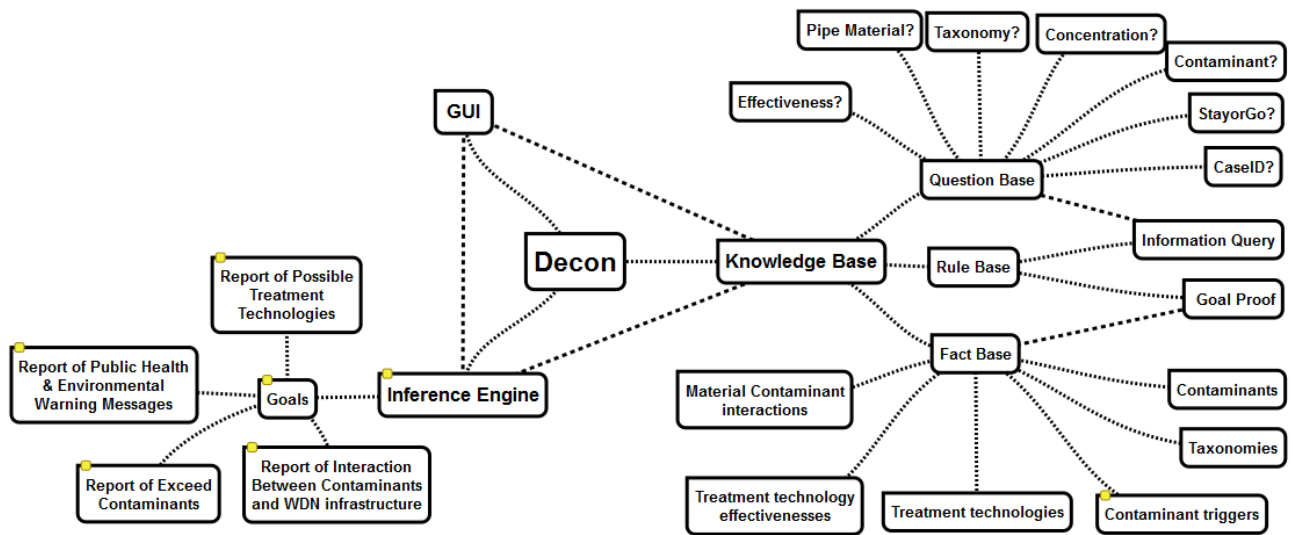 Pipe Material?
Taxonomy?
Concentration?
Contaminant?
Effectiveness?
StayorGo?
CaseID?
GUI
Question Base
Decon
Knowledge Base
Rule Base
Information Query
Goal Proof
Report of Possible
Treatment
Technologies
Report of Public Health
& Environmental
Warning Messages
Goals
Inference Engine
Fact Base
Material Contaminant
interactions
Contaminants
Taxonomies
Report of Exceed
Contaminants
Report of Interaction
Between Contaminants
and WDN infrastructure
Treatment technology
effectivenesses
Treatment technologies
Contaminant triggers